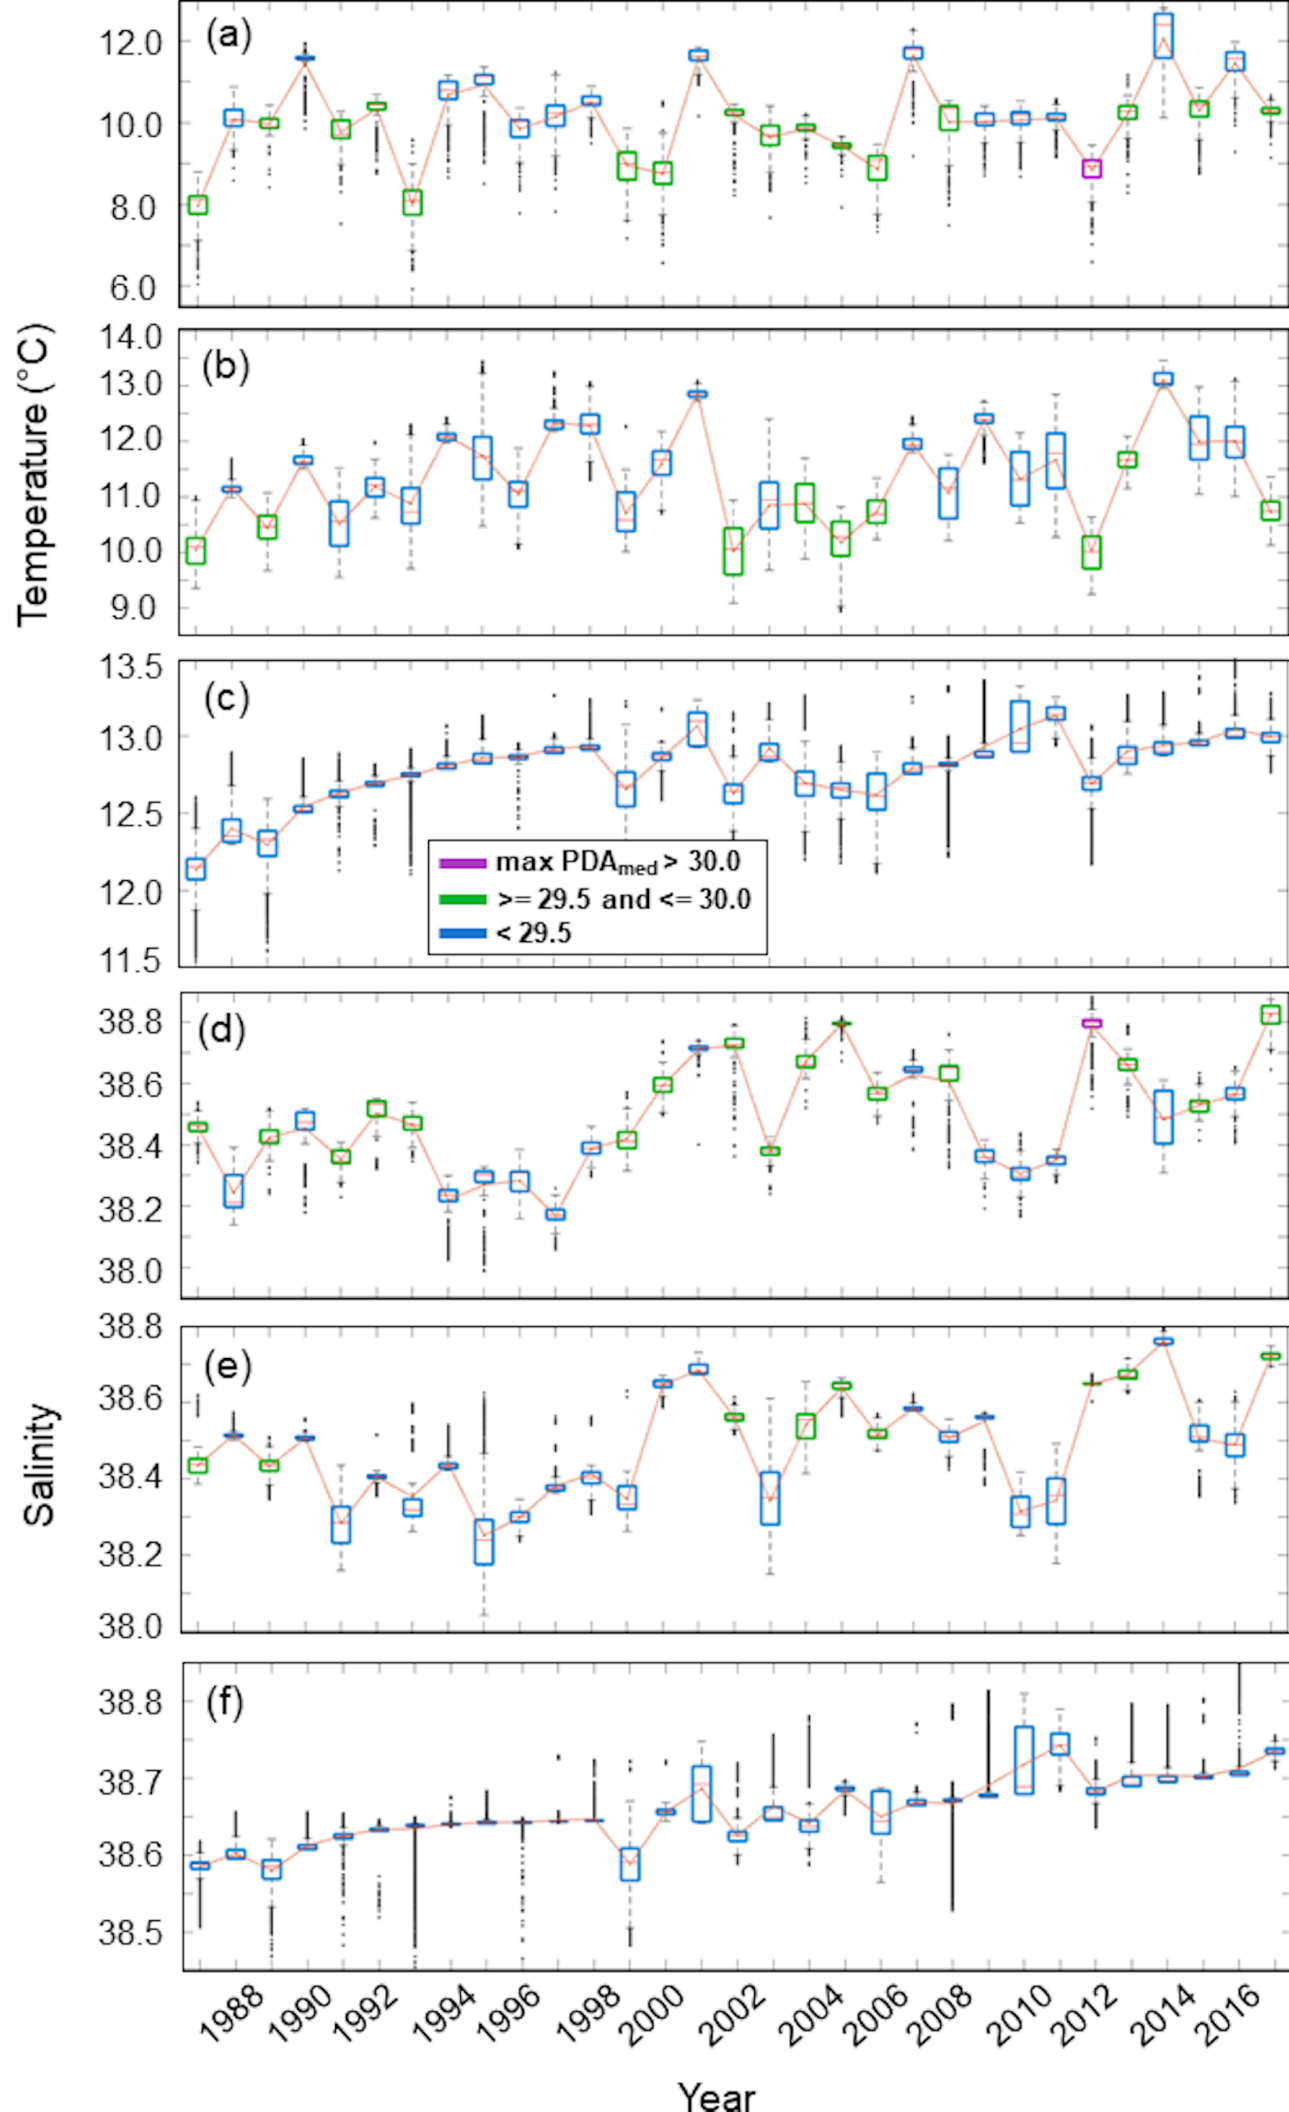 (a)
12.0
10.0
8.0
6.0
Temperature (°C)
(b)
14.0
13.0
12.0
11.0
10.0
9.0
(c)
13.5
13.0
12.5
12.0
11.5
max PDAmed > 30.0
>= 29.5 and <= 30.0
< 29.5
(d)
38.8
38.6
38.4
38.2
38.0
Salinity
(e)
38.8
38.6
38.4
38.2
38.0
(f)
38.8
38.7
38.6
38.5
1988 1990 1992 1994 1996 1998 2000 2002 2004 2006 2008 2010 2012 2014 2016
Year